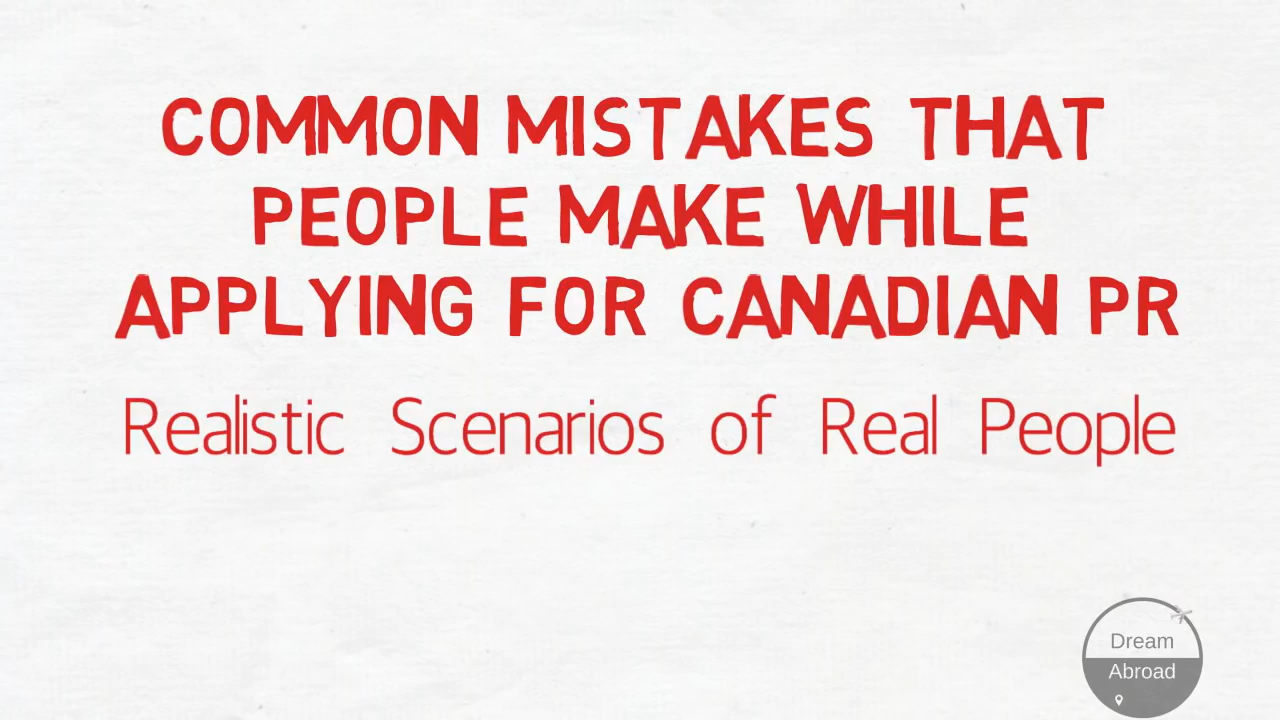 COMMON MISTAKES THAT
PEOPLE MAKE WHILE
APPLYING FOR CANADIAN PR
Realistic Scenarios of Real People
Dream
Abroad